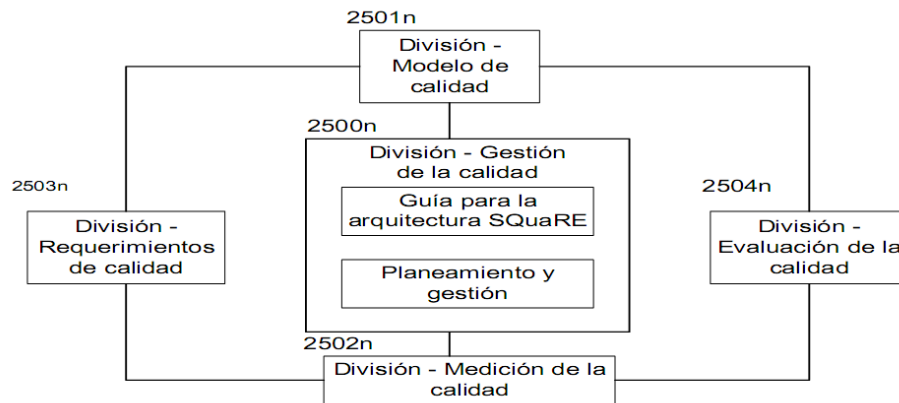 2501n
División -
Modelo de
calidad
2500n
División - Gestión
de la calidad
Guía para la
arquitectura SQuaRE
Planeamiento y
gestión
2503n
División -
Requerimientos
de calidad
2504n
División -
Evaluación de la
calidad
2502n
División - Medición de la
calidad